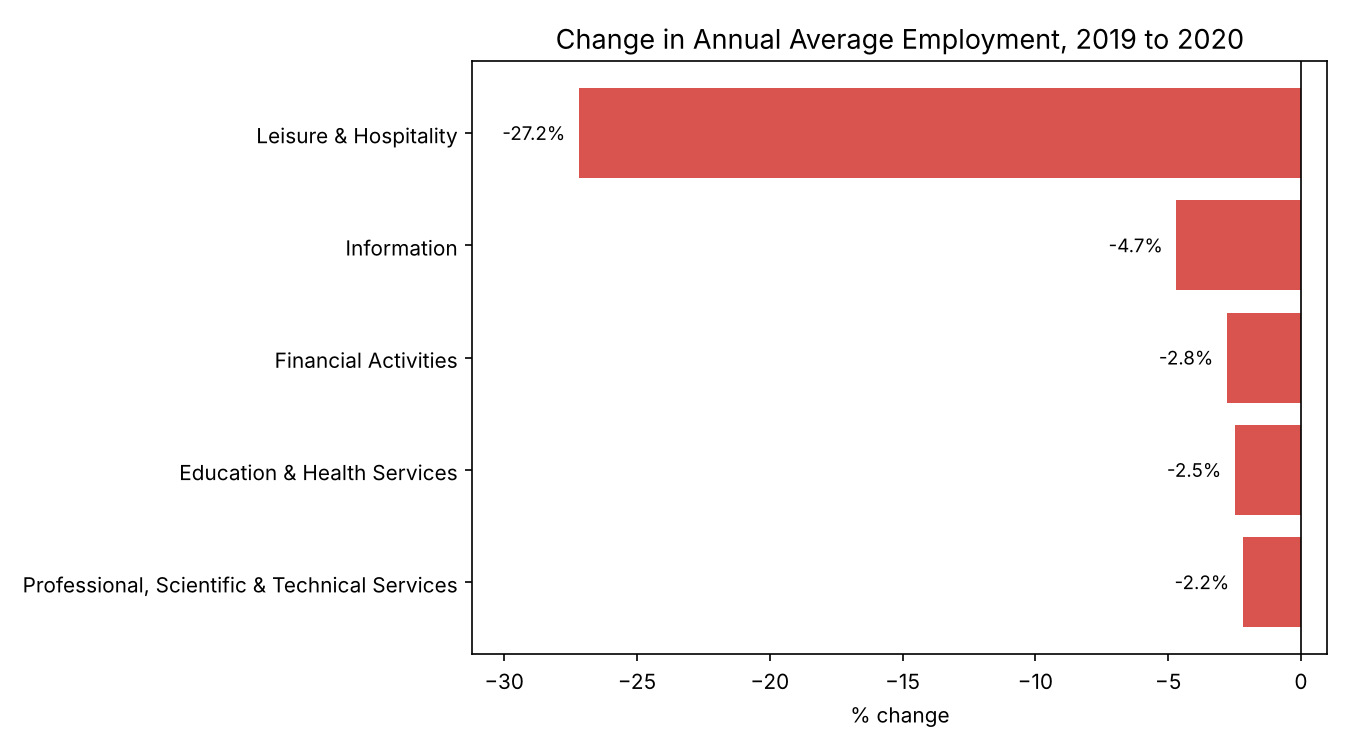 Change in Annual Average Employment, 2019 to 2020
Leisure & Hospitality
-27.2%
Information
-4.7%
Financial Activities
-2.8%
Education & Health Services
-2.5%
Professional, Scientific & Technical Services
-2.2%
−30 −25 −20 −15 −10 −5 0
% change